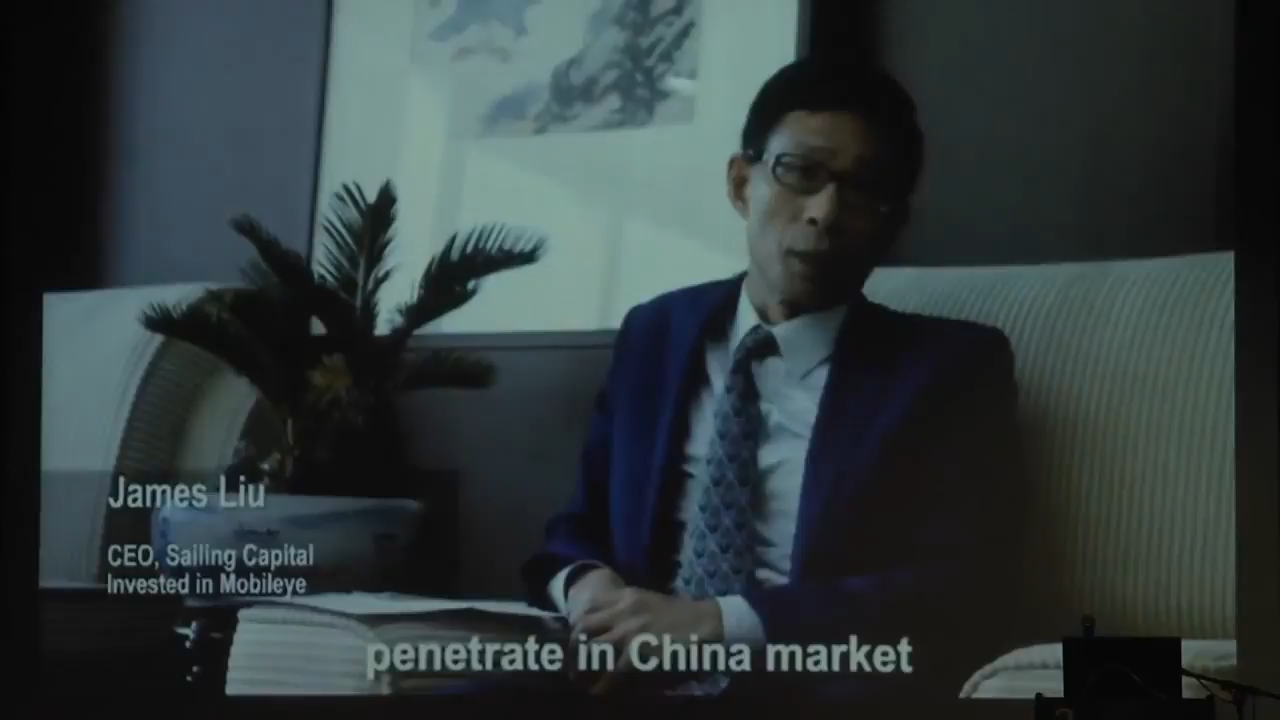 James Liu
CEO, Sailing Capital
Invested in Mobileye
penetrate in China market